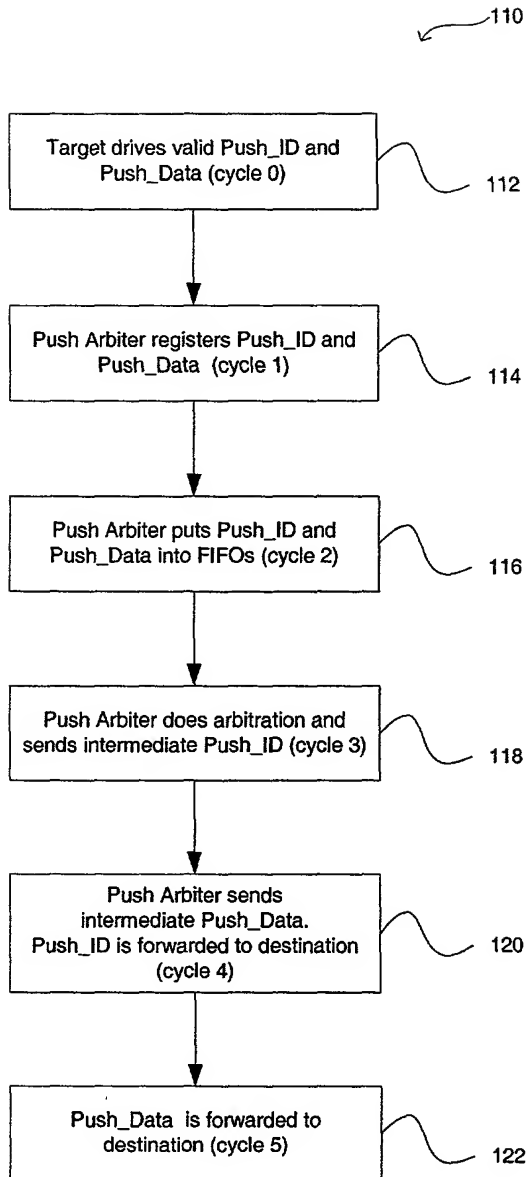 110
Target drives valid Push_ID and
Push_Data (cycle 0)
112
Push Arbiter registers Push_ID and
Push_Data (cycle 1)
114
Push Arbiter puts Push_ID and
Push_Data into FIFOs (cycle 2)
116
Push Arbiter does arbitration and
sends intermediate Push_ID (cycle 3)
118
Push Arbiter sends
intermediate Push_Data.
Push_ID is forwarded to destination
(cycle 4)
120
Push_Data is forwarded to
destination (cycle 5)
122